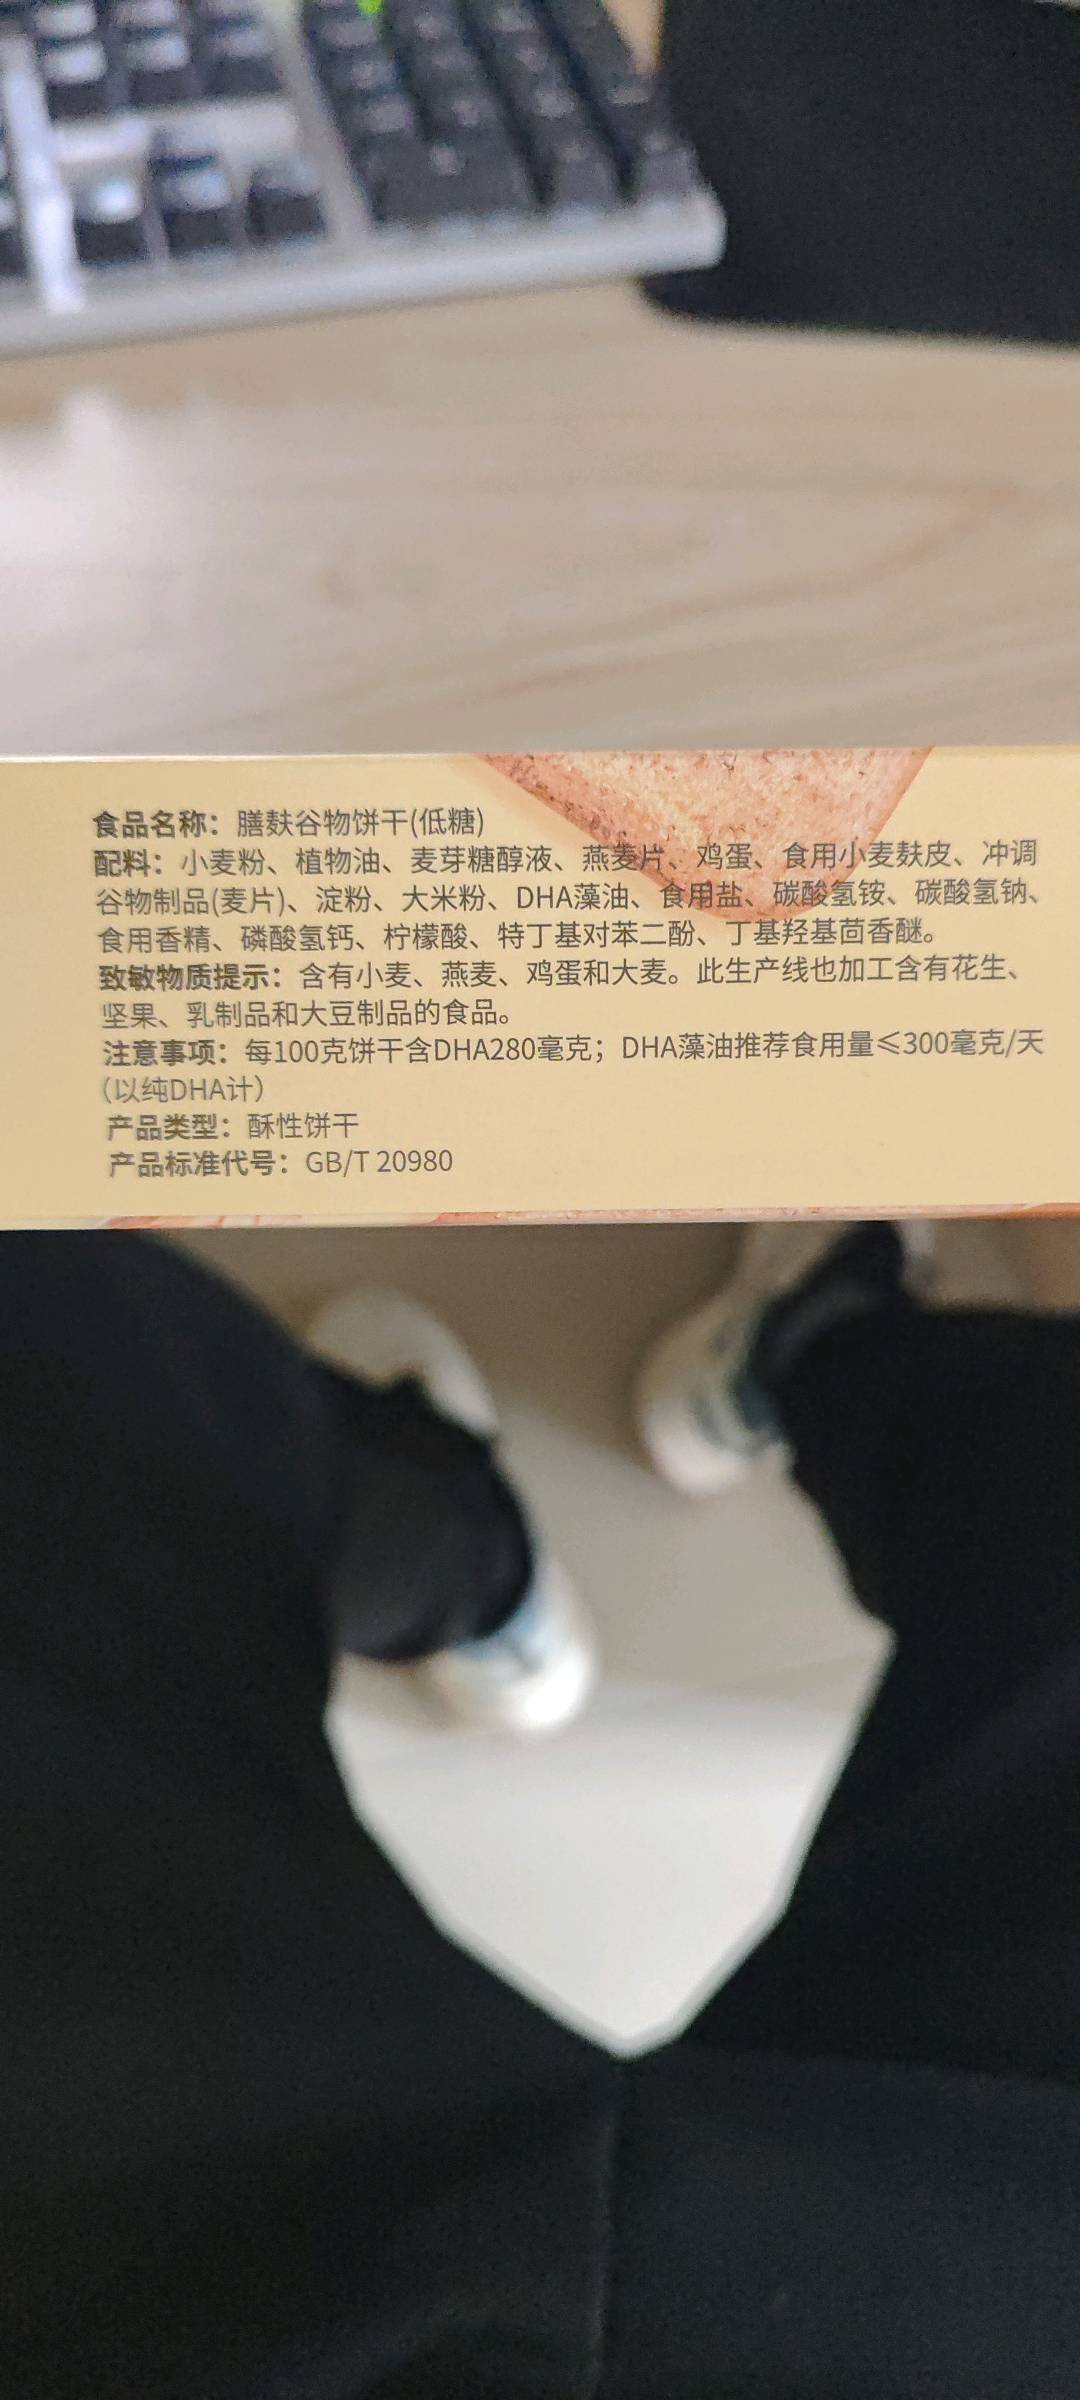 食品名称：膳麸谷物饼干(低糖)
配料：小麦粉、植物油、麦芽糖醇液、燕麦片、鸡蛋、食用小麦麸皮、冲调
谷物制品(麦片)、淀粉、大米粉、DHA藻油、食用盐、碳酸氢铵、碳酸氢钠、
食用香精、磷酸氢钙、柠檬酸、特丁基对苯二酚、丁基羟基茴香醚。
致敏物质提示：含有小麦、燕麦、鸡蛋和大麦。此生产线也加工含有花生、
坚果、乳制品和大豆制品的食品。
注意事项：每100克饼干含DHA280毫克；DHA藻油推荐食用量≤300毫克/天
（以纯DHA计）
产品类型：酥性饼干
产品标准代号：GB/T 20980